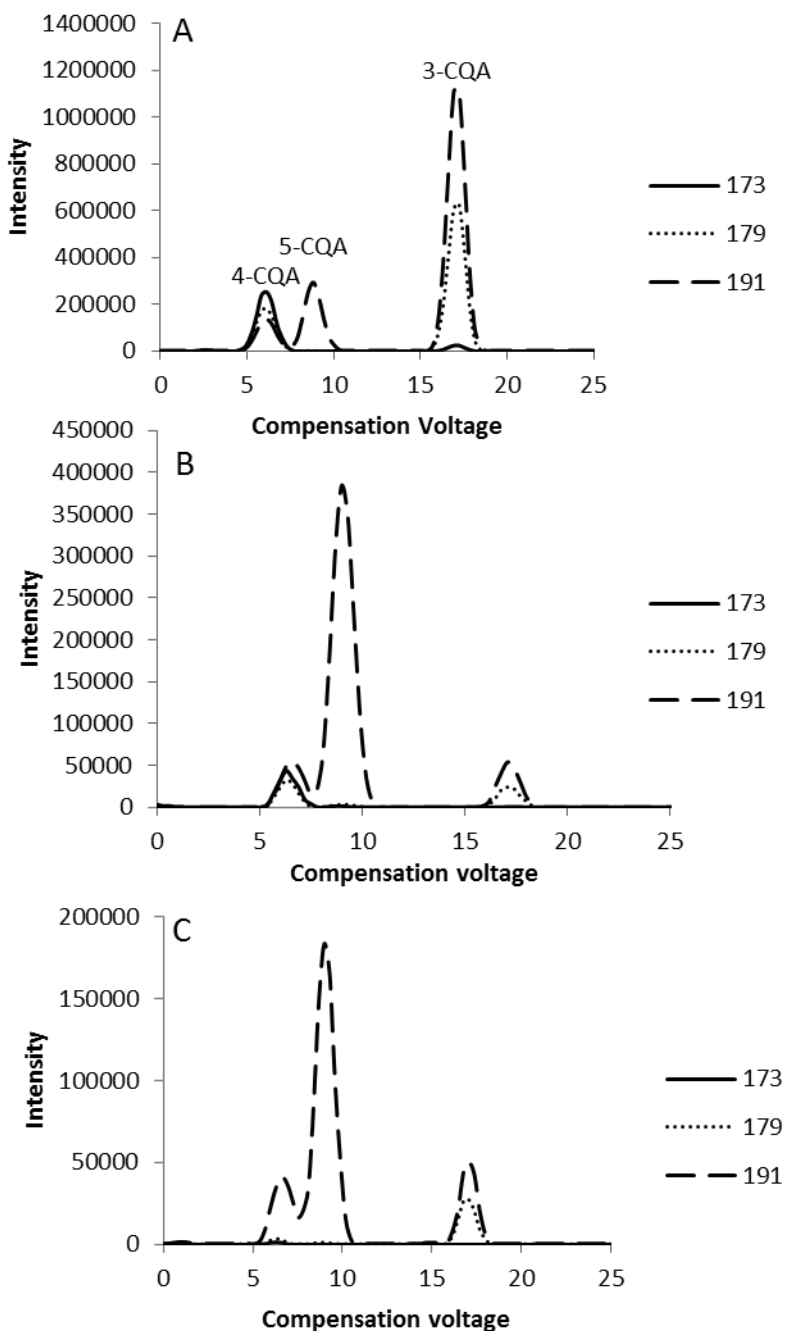 A
1400000
1200000
1000000
800000
600000
400000
200000
0
Intensity
3-CQA
5-CQA
4-CQA
173
179
191
0 5 10 15 20 25
Compensation Voltage
B
450000
400000
350000
300000
250000
200000
150000
100000
50000
0
Intensity
173
179
191
0 5 10 15 20 25
Compensation voltage
C
200000
150000
100000
50000
0
Intensity
173
179
191
0 5 10 15 20 25
Compensation voltage